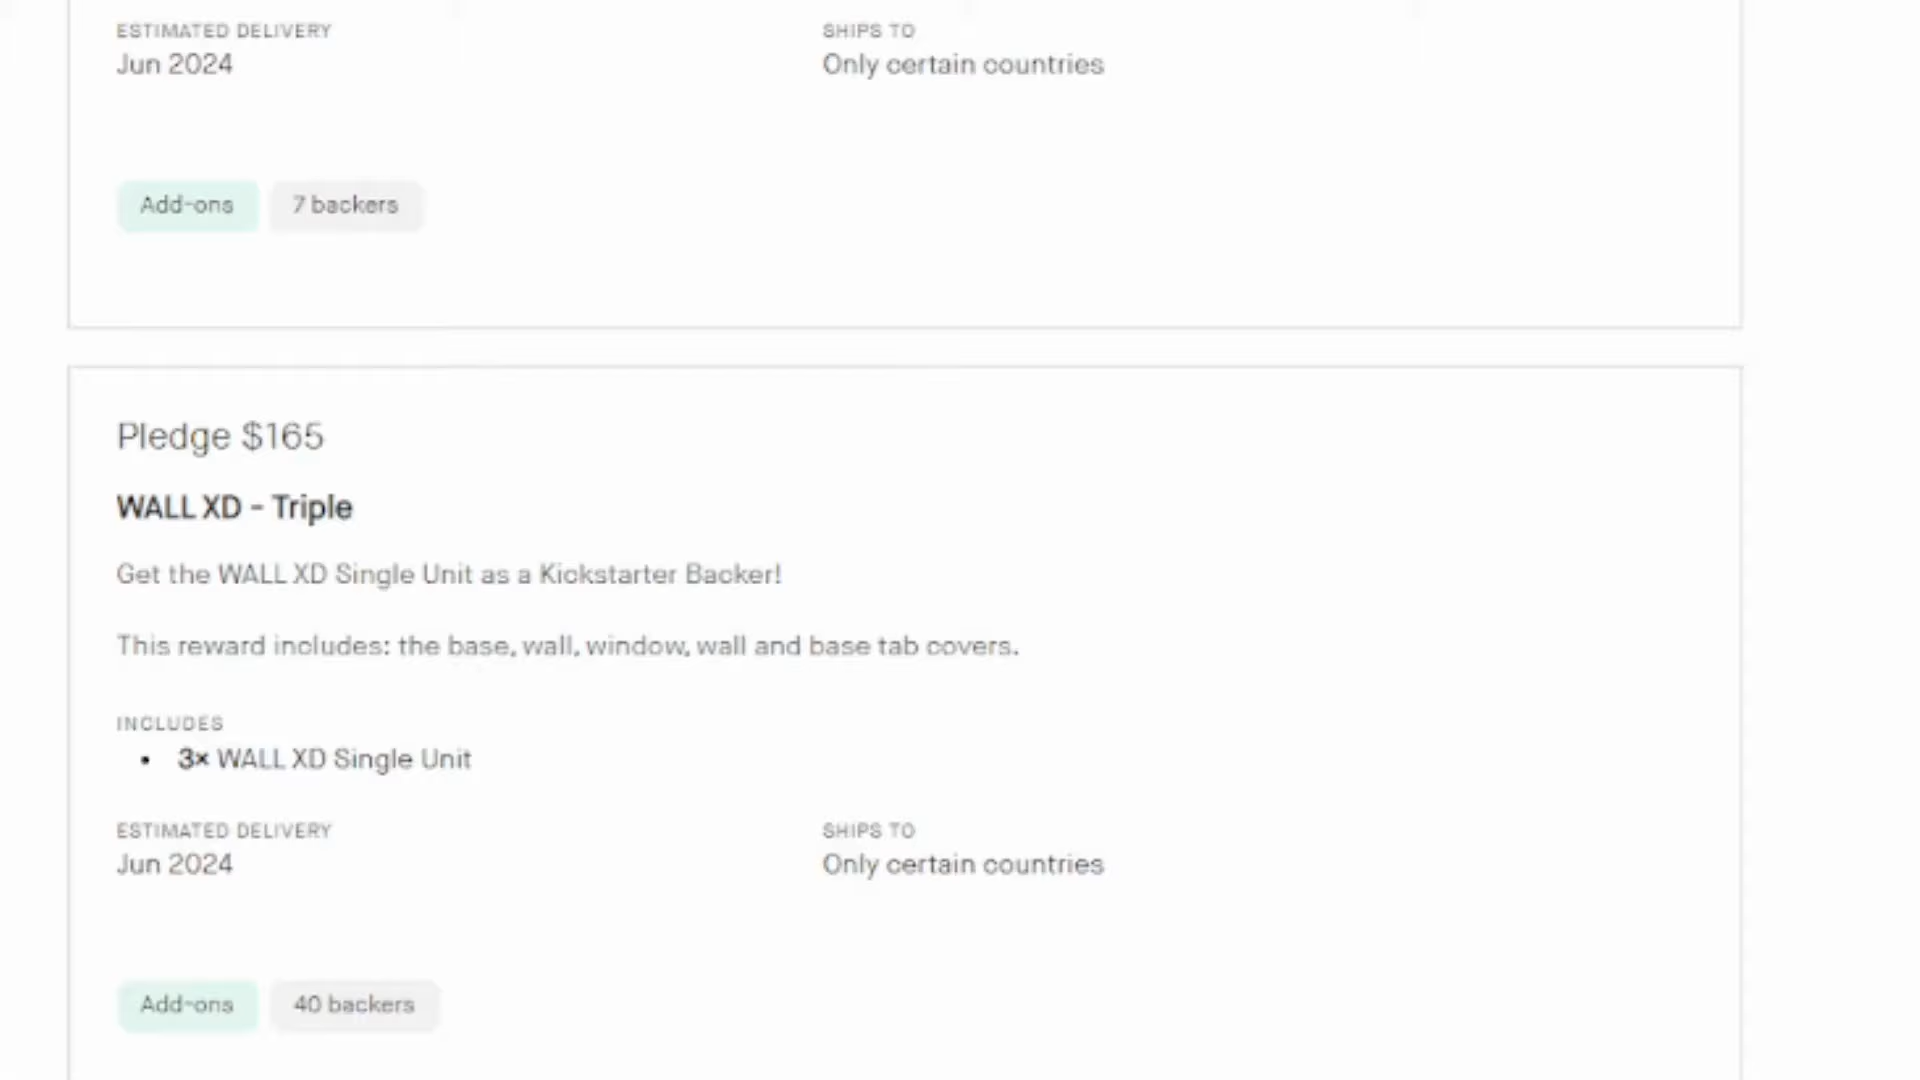 ESTIMATED DELIVERY
SHIPS TO
Jun 2024
Only certain countries
Add-ons
7 backers
Pledge $165
WALL XD - Triple
Get the WALL XD Single Unit as a Kickstarter Backer!
This reward includes: the base, wall, window, wall and base tab covers.
INCLUDES
• 3× WALL XD Single Unit
ESTIMATED DELIVERY
SHIPS TO
Jun 2024
Only certain countries
Add-ons
40 backers